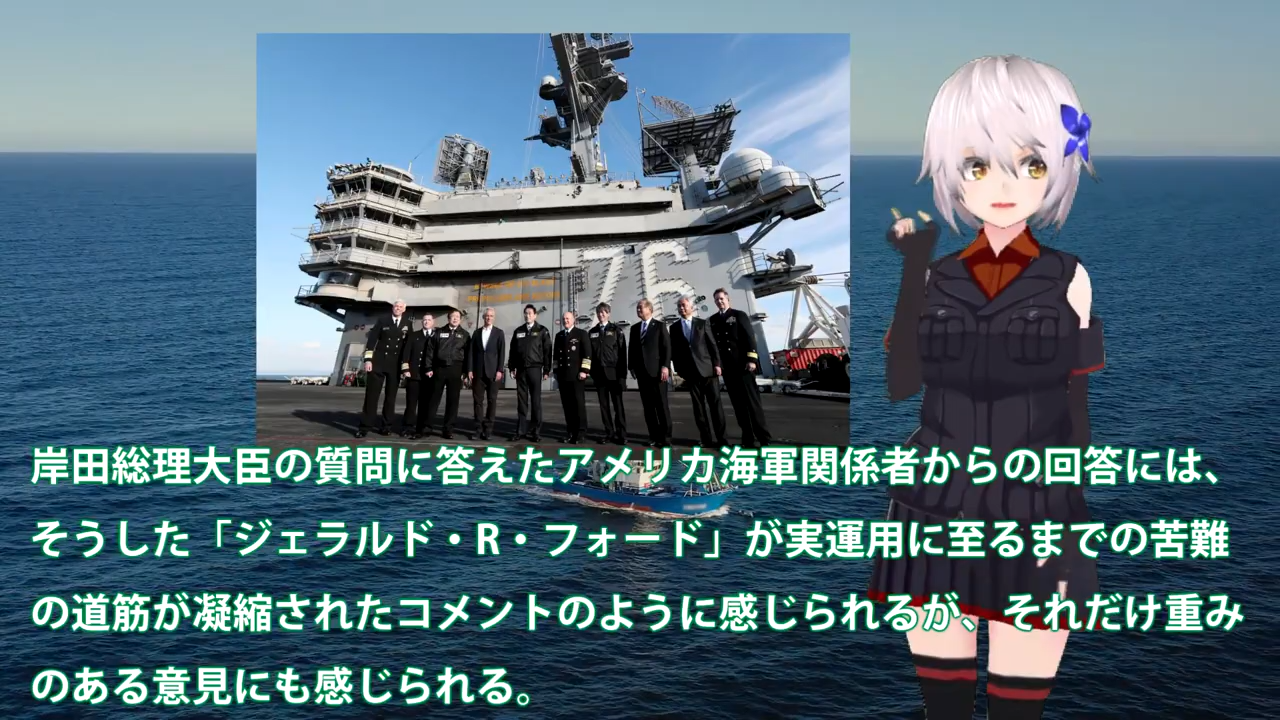 76
岸田総理大臣の質問に答えたアメリカ海軍関係者からの回答には、
そうした「ジェラルド・R・フォード」が実運用に至るまでの苦難
の道筋が凝縮されたコメントのように感じられるが、それだけ重み
のある意見にも感じられる。